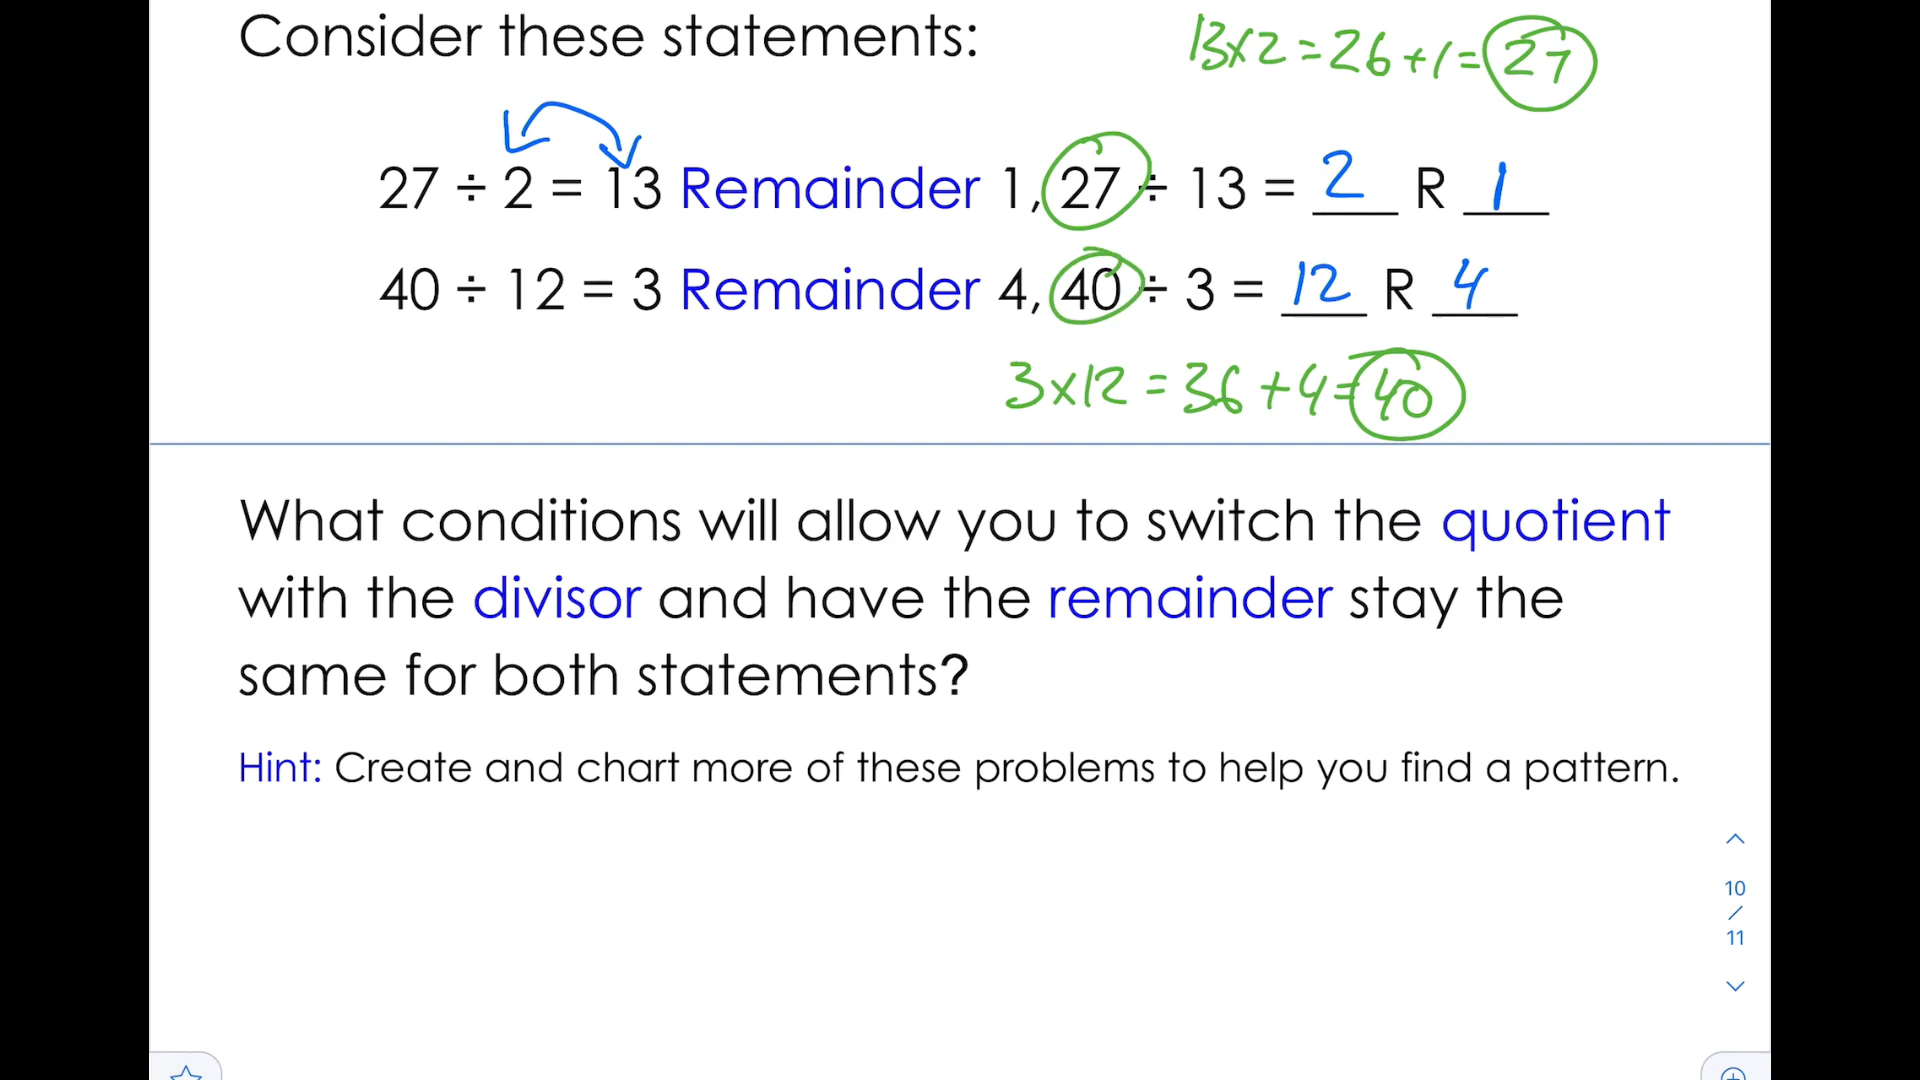 Consider these statements:
13x2=26+1=27
27 ÷ 2 = 13 Remainder 1, 27 ÷ 13 = 2 R 1
40 ÷ 12 = 3 Remainder 4, 40 ÷ 3 = 12 R 4
3x12=36+4=40
What conditions will allow you to switch the quotient
with the divisor and have the remainder stay the
same for both statements?
Hint: Create and chart more of these problems to help you find a pattern.
10
/
11